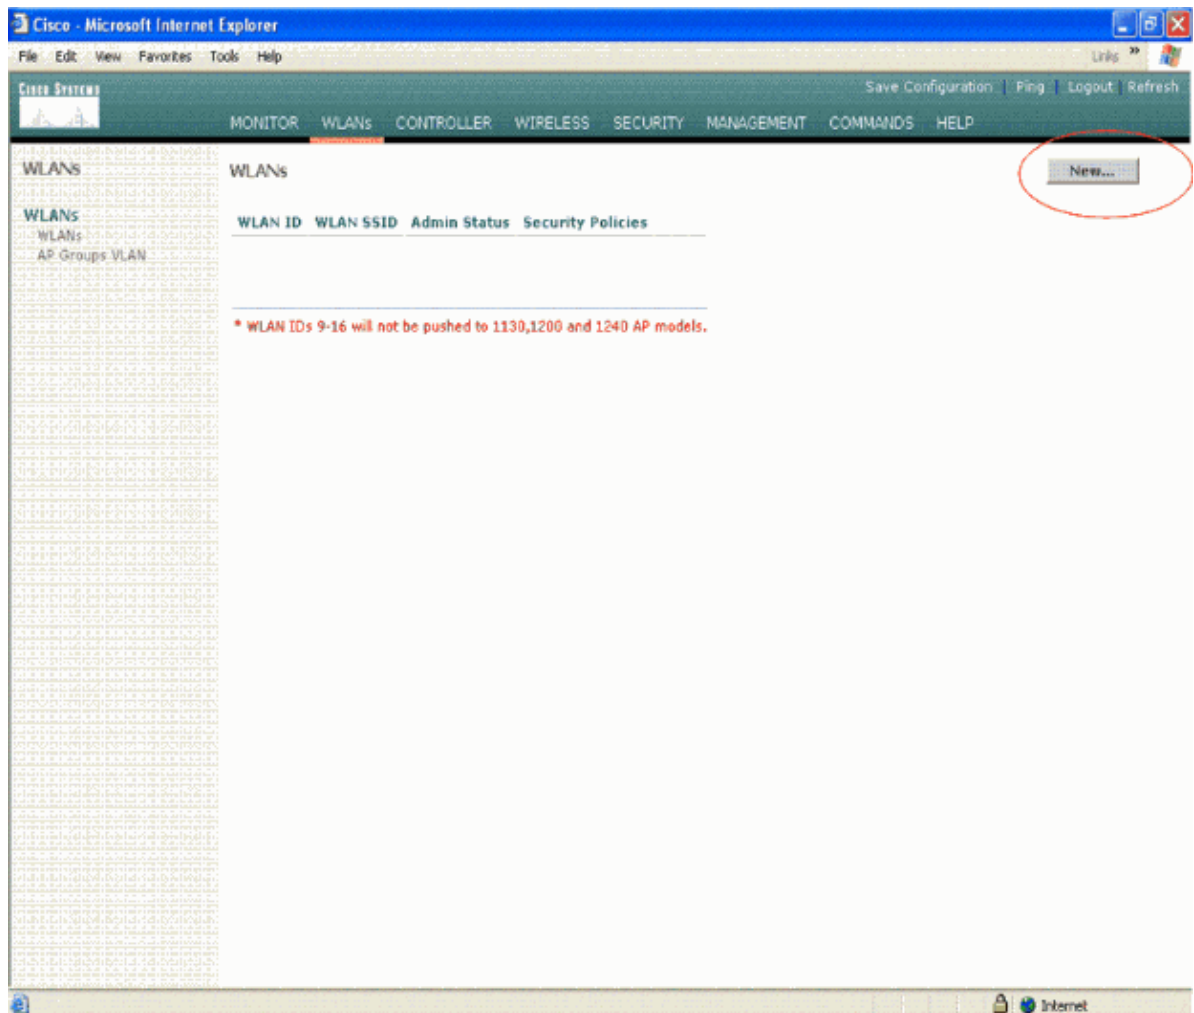 Cisco - Microsoft Internet Explorer
File Edit View Favorites Tools Help Links »
CISCO SYSTEMS
Save Configuration | Ping | Logout | Refresh
MONITOR WLANs CONTROLLER WIRELESS SECURITY MANAGEMENT COMMANDS HELP
WLANs
WLANs
WLANs
AP Groups VLAN
WLANs
New...
WLAN ID WLAN SSID Admin Status Security Policies
* WLAN IDs 9-16 will not be pushed to 1130,1200 and 1240 AP models.
Internet